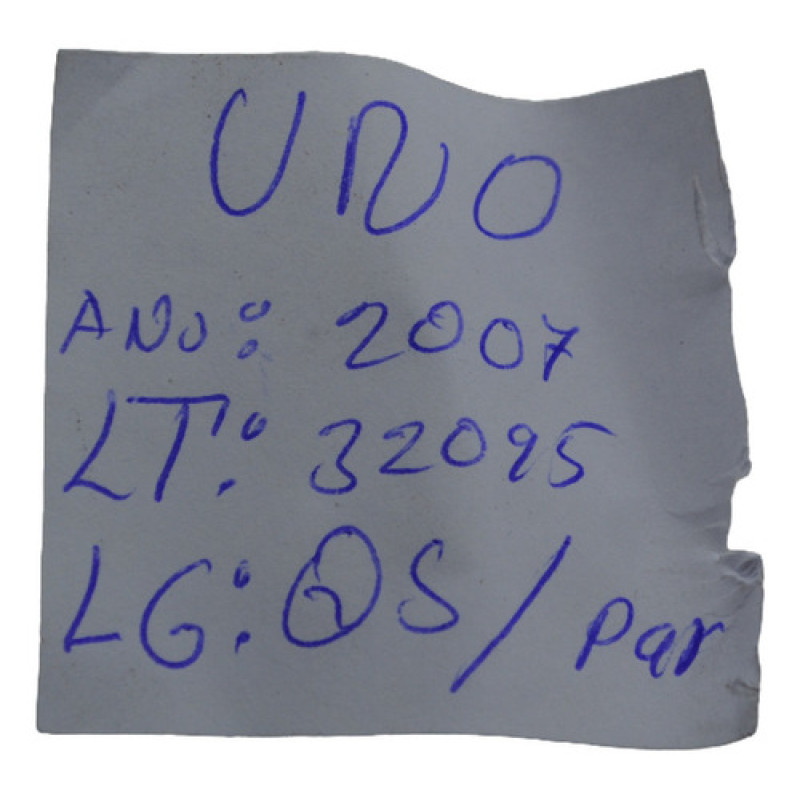 UNO
ANO: 2007
LT: 32095
LG: QS / Par